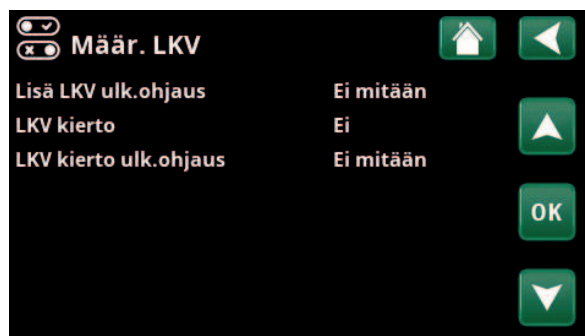 Määr. LKV
Lisä LKV ulk.ohjaus Ei mitään
LKV kierto Ei
LKV kierto ulk.ohjaus Ei mitään
OK